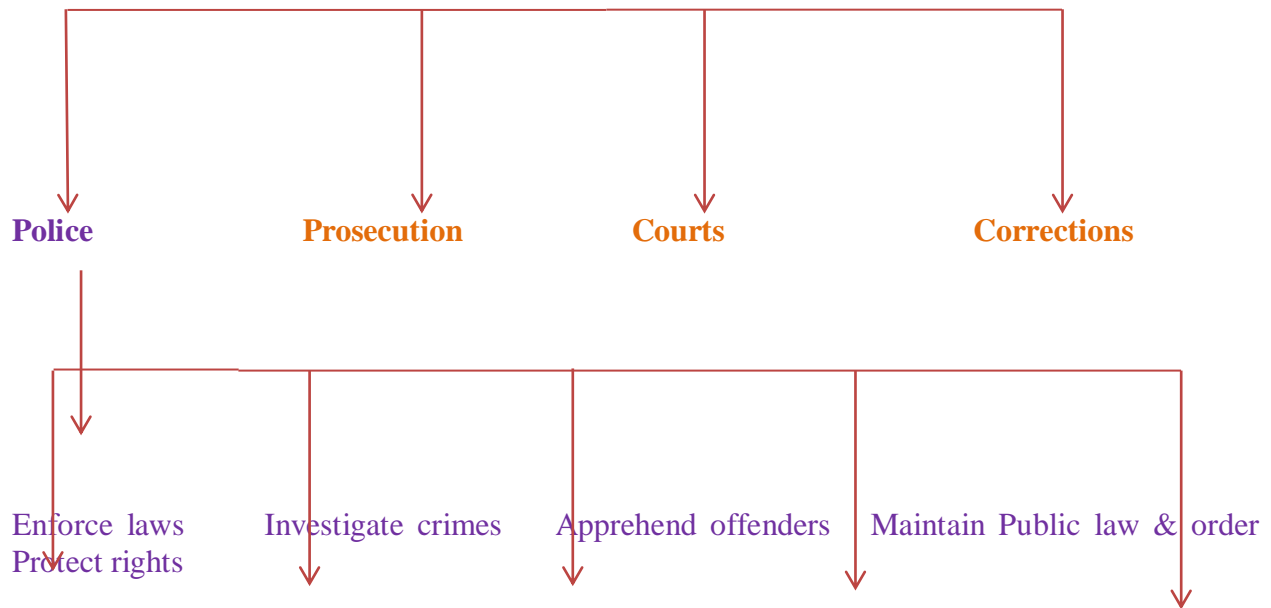 Police Prosecution Courts Corrections
Enforce laws Investigate crimes Apprehend offenders Maintain Public law & order
Protect rights